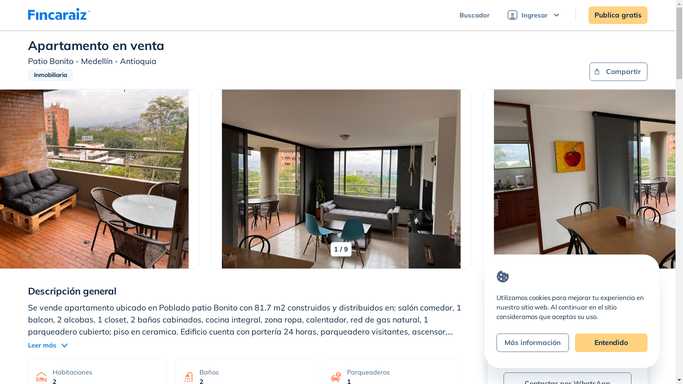 Fincaraiz
Buscador
Ingresar
Publica gratis
Apartamento en venta
Patio Bonito - Medellín - Antioquia
Inmobiliaria
Compartir
1 / 9
Descripción general
Se vende apartamento ubicado en Poblado patio Bonito con 81.7 m2 construidas y distribuidos en: salón comedor, 1
balcon, 2 alcobas, 1 closet, 2 baños cabinados, cocina integral, zona ropa, calentador, red de gas natural, 1
parqueadero cubierto; piso en ceramica. Edificio cuenta con portería 24 horas, parqueadero visitantes, ascensor,...
Leer más
Habitaciones
2
Baños
2
Parqueaderos
1
Utilizamos cookies para mejorar tu experiencia en
nuestro sitio web. Al continuar en el sitio
consideramos que aceptas su uso.
Más información
Entendido
Contactar por WhatsApp